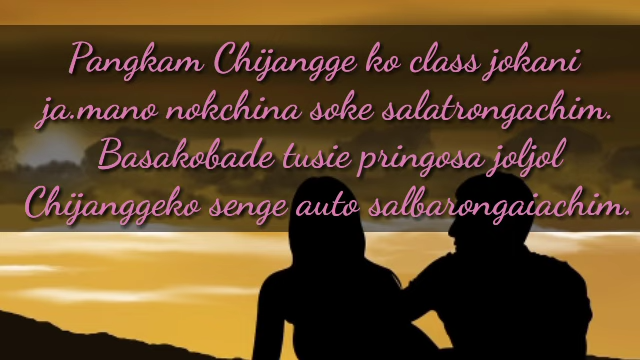 Pangkam Chijangge ko class jokani
ja.mano nokchina soke salatrongachim.
Basakobade tusie pringosa joljol
Chijanggeko senge auto salbarongaiachim.